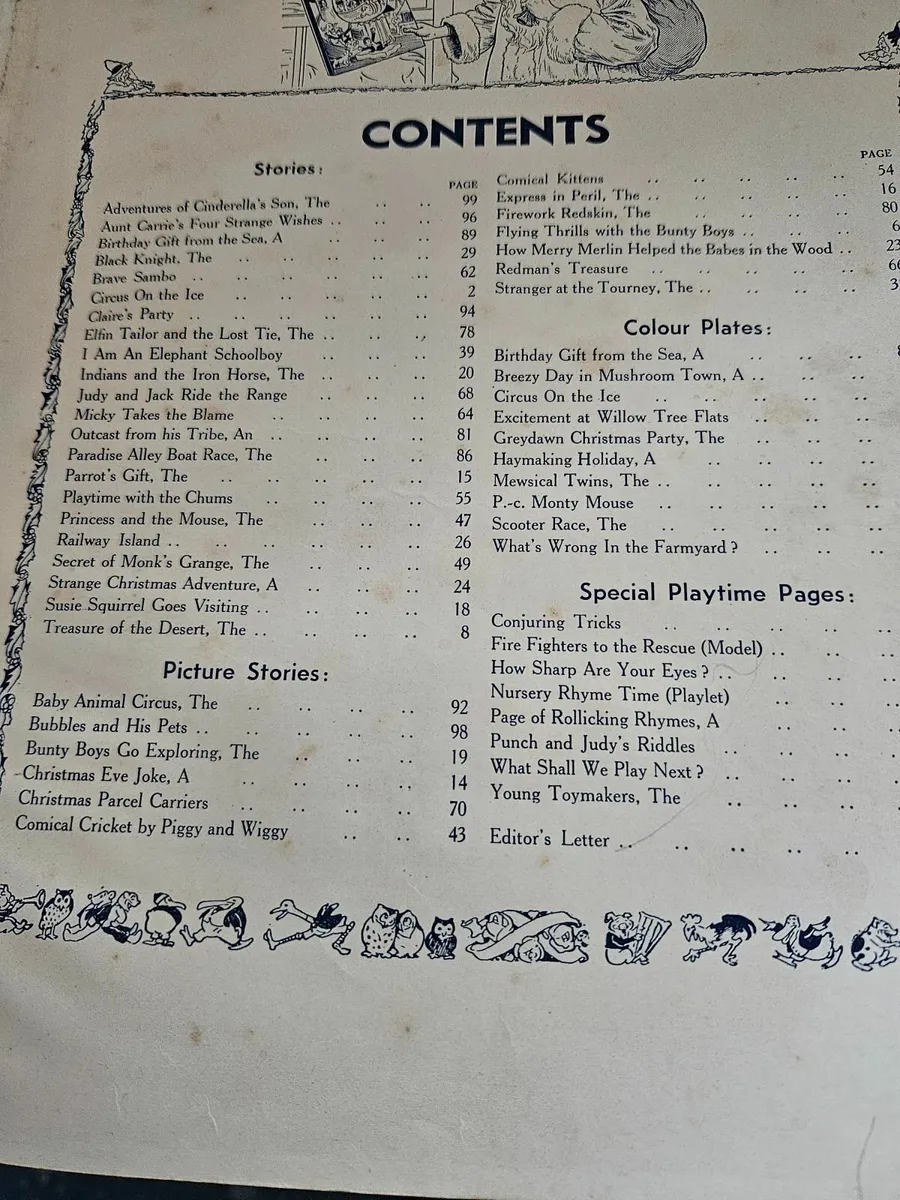 CONTENTS
Stories:
PAGE
Adventures of Cinderella's Son, The .. .. 99
Aunt Carrie's Four Strange Wishes .. .. .. 96
Birthday Gift from the Sea, A .. .. .. 89
Black Knight, The .. .. .. .. 29
Brave Sambo .. .. .. .. .. 62
Circus On the Ice .. .. .. .. 2
Claire's Party .. .. .. .. .. 94
Elfin Tailor and the Lost Tie, The .. .. .. 78
I Am An Elephant Schoolboy .. .. .. 39
Indians and the Iron Horse, The .. .. .. 20
Judy and Jack Ride the Range .. .. .. 68
Micky Takes the Blame .. .. .. .. 64
Outcast from his Tribe, An .. .. .. .. 81
Paradise Alley Boat Race, The .. .. .. 86
Parrot's Gift, The .. .. .. .. .. 15
Playtime with the Chums .. .. .. .. 55
Princess and the Mouse, The .. .. .. 47
Railway Island .. .. .. .. .. .. 26
Secret of Monk's Grange, The .. .. .. 49
Strange Christmas Adventure, A .. .. .. 24
Susie Squirrel Goes Visiting .. .. .. .. 18
Treasure of the Desert, The .. .. .. .. 8
Picture Stories:
Baby Animal Circus, The .. .. .. .. 92
Bubbles and His Pets .. .. .. .. .. 98
Bunty Boys Go Exploring, The .. .. .. 19
Christmas Eve Joke, A .. .. .. .. 14
Christmas Parcel Carriers .. .. .. .. 70
Comical Cricket by Piggy and Wiggy .. .. 43
PAGE
Comical Kittens .. .. .. .. .. 54
Express in Peril, The .. .. .. .. .. 16
Firework Redskin, The .. .. .. .. 80
Flying Thrills with the Bunty Boys .. .. .. 6
How Merry Merlin Helped the Babes in the Wood .. 23
Redman's Treasure .. .. .. .. ..
Stranger at the Tourney, The .. .. .. ..
Colour Plates:
Birthday Gift from the Sea, A .. .. ..
Breezy Day in Mushroom Town, A .. .. ..
Circus On the Ice .. .. .. .. ..
Excitement at Willow Tree Flats .. .. ..
Greydawn Christmas Party, The .. .. ..
Haymaking Holiday, A .. .. .. ..
Mewsical Twins, The .. .. .. .. ..
P.-c. Monty Mouse .. .. .. .. ..
Scooter Race, The .. .. .. .. ..
What's Wrong In the Farmyard ? .. .. ..
Special Playtime Pages:
Conjuring Tricks .. .. .. .. ..
Fire Fighters to the Rescue (Model) .. .. ..
How Sharp Are Your Eyes ? .. .. .. ..
Nursery Rhyme Time (Playlet) .. .. ..
Page of Rollicking Rhymes, A .. .. ..
Punch and Judy's Riddles .. .. .. ..
What Shall We Play Next ? .. .. .. ..
Young Toymakers, The .. .. .. ..
Editor's Letter .. .. .. .. ..